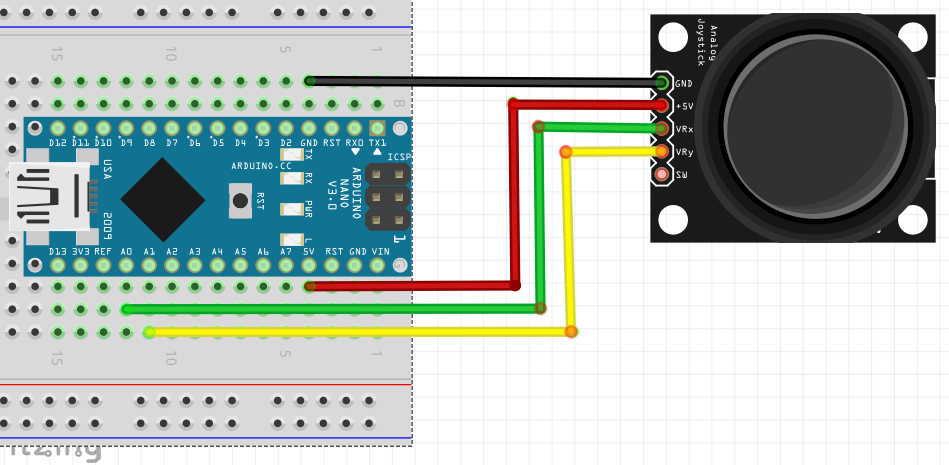 15 10 5 1
B
D12 D11 D10 D9 D8 D7 D6 D5 D4 D3 D2 GND RST RX0 TX1
TX
RX
PWR
L
ICSP
1
ARDUINO.CC
RST
ARDUINO
NANO
V3.0
USA
D13 3V3 REF A0 A1 A2 A3 A4 A5 A6 A7 5V RST GND VIN
G
15 10 5 1
Analog
Joystick
GND
+5V
VRx
VRy
SW